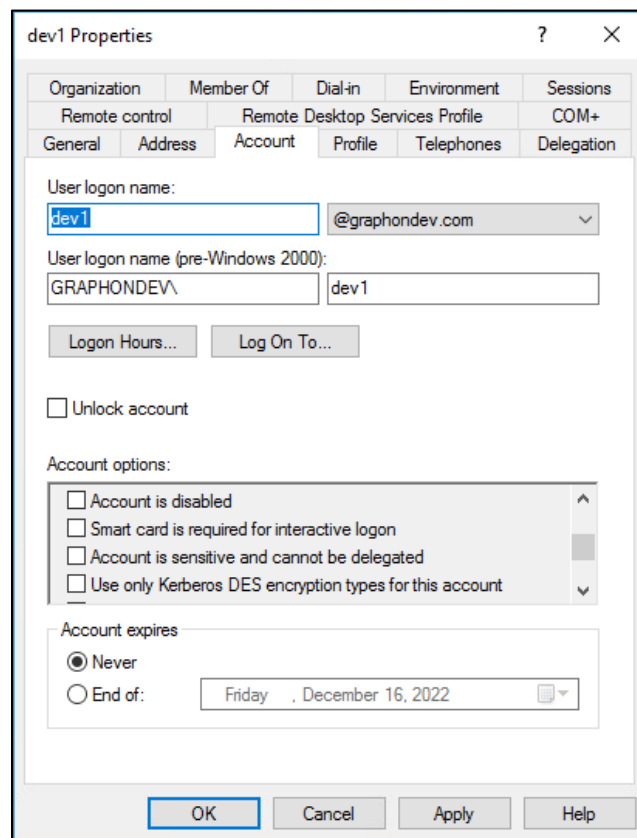 dev1 Properties
? X
Organization Member Of Dial-in Environment Sessions
Remote control Remote Desktop Services Profile COM+
General Address Account Profile Telephones Delegation
User logon name:
dev1 @graphondev.com
User logon name (pre-Windows 2000):
GRAPHONDEV\ dev1
Logon Hours... Log On To...
Unlock account
Account options:
Account is disabled
Smart card is required for interactive logon
Account is sensitive and cannot be delegated
Use only Kerberos DES encryption types for this account
Account expires
Never
End of: Friday , December 16, 2022
OK Cancel Apply Help